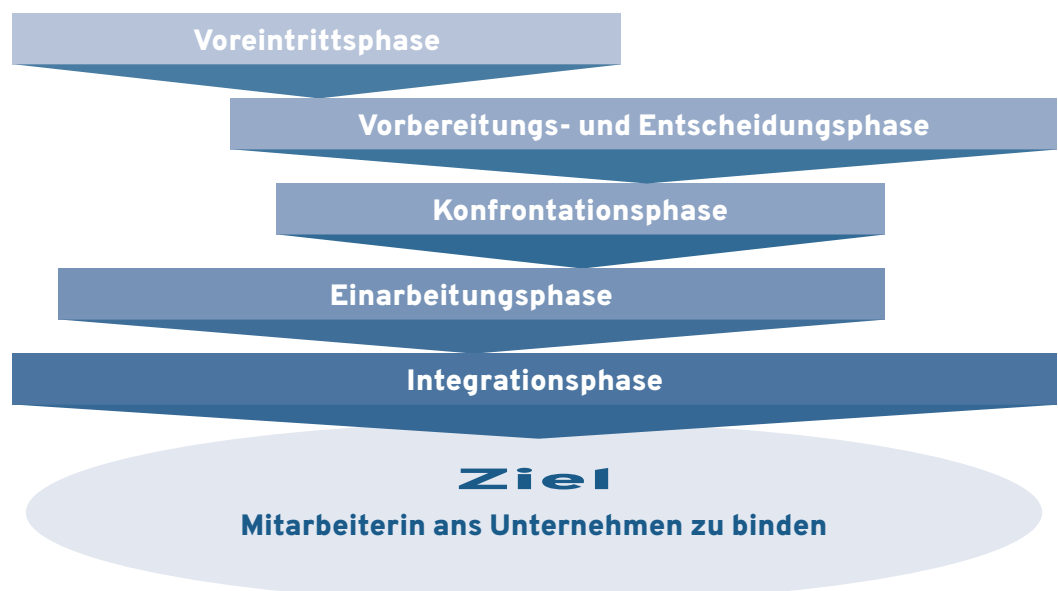 Voreintrittsphase
Vorbereitungs- und Entscheidungsphase
Konfrontationsphase
Einarbeitungsphase
Integrationsphase
Ziel
Mitarbeiterin ans Unternehmen zu binden